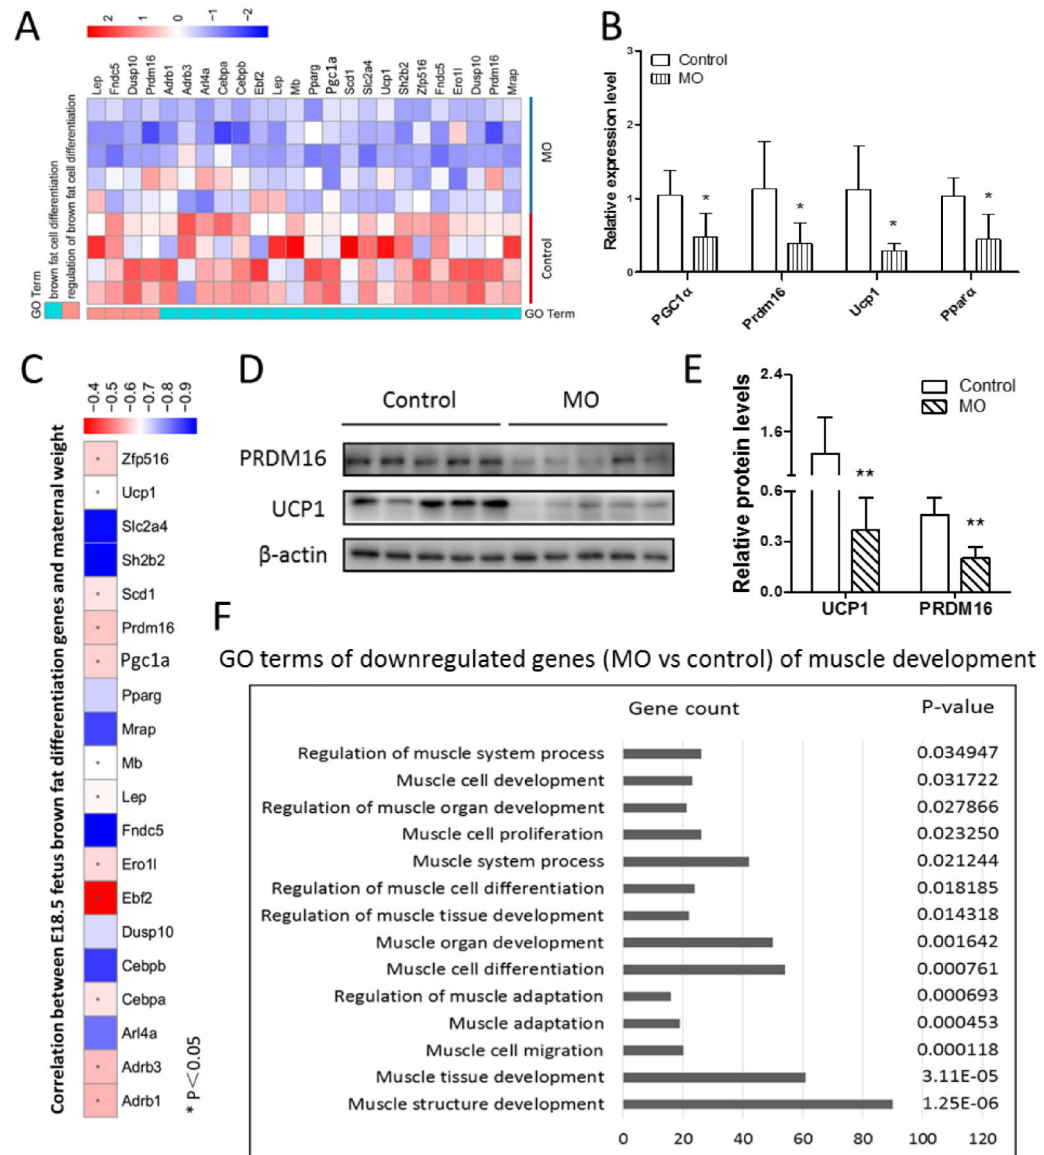 A
2 1 0 −1 −2
Lep Fndc5 Dusp10 Prdm16 Adrb1 Adrb3 Arl4a Cebpa Cebpb Ebf2 Lep Mb Pparg Pgc1a Scd1 Slc2a4 Ucp1 Sh2b2 Zfp516 Fndc5 Ero1l Dusp10 Prdm16 Mrap
MO
Control
GO Term
brown fat cell differentiation
regulation of brown fat cell differentiation
GO Term
B
Relative expression level
3
2
1
0
Control
MO
*
*
*
*
PGC1α Prdm16 Ucp1 Pparα
C
Correlation between E18.5 fetus brown fat differentiation genes and maternal weight
−0.4 −0.5 −0.6 −0.7 −0.8 −0.9
* Zfp516
* Ucp1
Slc2a4
Sh2b2
* Scd1
* Prdm16
* Pgc1a
Pparg
Mrap
* Mb
* Lep
Fndc5
* Ero1l
* Ebf2
Dusp10
Cebpb
* Cebpa
Arl4a
* Adrb3
* Adrb1
* P<0.05
D
Control MO
PRDM16
UCP1
β-actin
E
Relative protein levels
2.4
1.6
0.6
0.3
0.0
Control
MO
**
**
UCP1 PRDM16
F
GO terms of downregulated genes (MO vs control) of muscle development
Gene count P-value
Regulation of muscle system process 0.034947
Muscle cell development 0.031722
Regulation of muscle organ development 0.027866
Muscle cell proliferation 0.023250
Muscle system process 0.021244
Regulation of muscle cell differentiation 0.018185
Regulation of muscle tissue development 0.014318
Muscle organ development 0.001642
Muscle cell differentiation 0.000761
Regulation of muscle adaptation 0.000693
Muscle adaptation 0.000453
Muscle cell migration 0.000118
Muscle tissue development 3.11E-05
Muscle structure development 1.25E-06
0 20 40 60 80 100 120